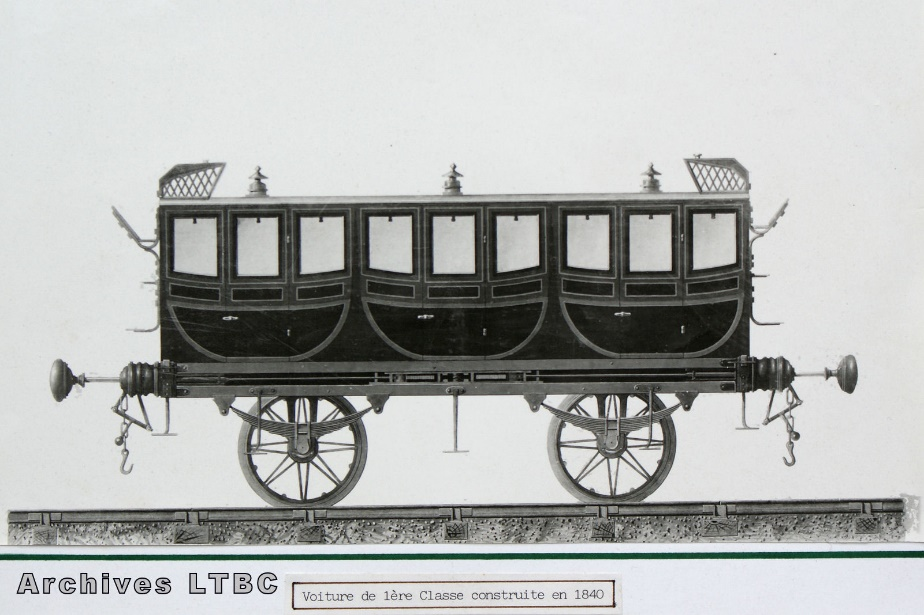 Archives LTBC
Voiture de 1ère Classe construite en 1840